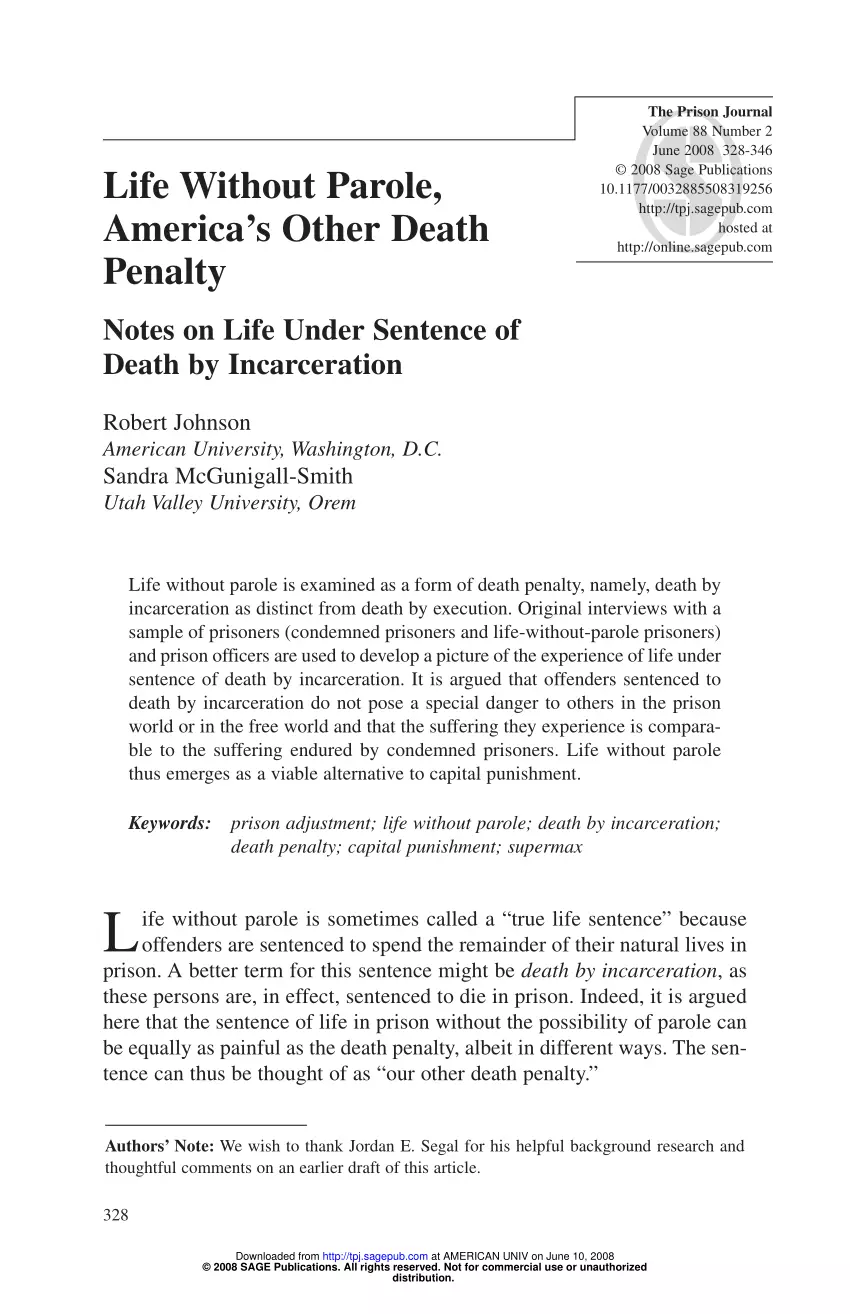 The Prison Journal
Volume 88 Number 2
June 2008 328-346
© 2008 Sage Publications
10.1177/0032885508319256
http://tpj.sagepub.com
hosted at
http://online.sagepub.com
Life Without Parole,
America’s Other Death
Penalty
Notes on Life Under Sentence of
Death by Incarceration
Robert Johnson
American University, Washington, D.C.
Sandra McGunigall-Smith
Utah Valley University, Orem
Life without parole is examined as a form of death penalty, namely, death by
incarceration as distinct from death by execution. Original interviews with a
sample of prisoners (condemned prisoners and life-without-parole prisoners)
and prison officers are used to develop a picture of the experience of life under
sentence of death by incarceration. It is argued that offenders sentenced to
death by incarceration do not pose a special danger to others in the prison
world or in the free world and that the suffering they experience is compara-
ble to the suffering endured by condemned prisoners. Life without parole
thus emerges as a viable alternative to capital punishment.
Keywords: prison adjustment; life without parole; death by incarceration;
death penalty; capital punishment; supermax
Life without parole is sometimes called a “true life sentence” because
offenders are sentenced to spend the remainder of their natural lives in
prison. A better term for this sentence might be death by incarceration, as
these persons are, in effect, sentenced to die in prison. Indeed, it is argued
here that the sentence of life in prison without the possibility of parole can
be equally as painful as the death penalty, albeit in different ways. The sen-
tence can thus be thought of as “our other death penalty.”
Authors’ Note: We wish to thank Jordan E. Segal for his helpful background research and
thoughtful comments on an earlier draft of this article.
328
Downloaded from http://tpj.sagepub.com at AMERICAN UNIV on June 10, 2008
© 2008 SAGE Publications. All rights reserved. Not for commercial use or unauthorized
distribution.